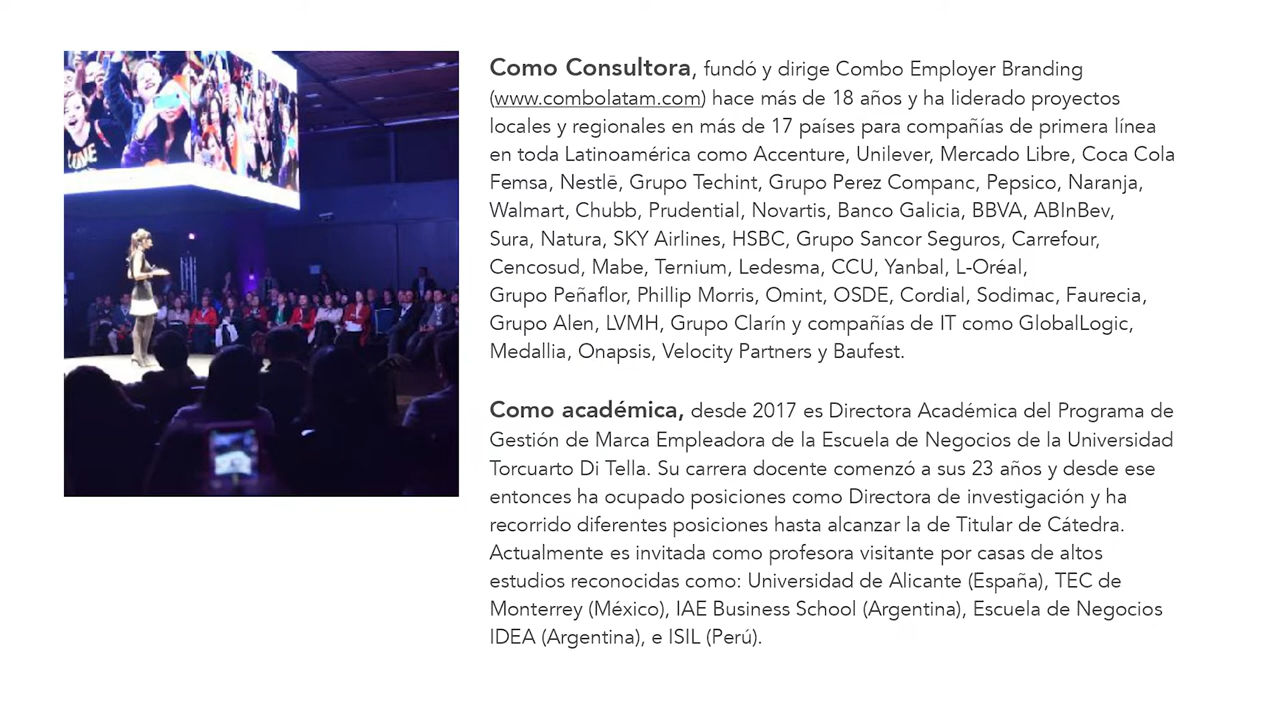 Como Consultora, fundó y dirige Combo Employer Branding
(www.combolatam.com) hace más de 18 años y ha liderado proyectos
locales y regionales en más de 17 países para compañías de primera línea
en toda Latinoamérica como Accenture, Unilever, Mercado Libre, Coca Cola
Femsa, Nestlē, Grupo Techint, Grupo Perez Companc, Pepsico, Naranja,
Walmart, Chubb, Prudential, Novartis, Banco Galicia, BBVA, ABInBev,
Sura, Natura, SKY Airlines, HSBC, Grupo Sancor Seguros, Carrefour,
Cencosud, Mabe, Ternium, Ledesma, CCU, Yanbal, L-Oréal,
Grupo Peñaflor, Phillip Morris, Omint, OSDE, Cordial, Sodimac, Faurecia,
Grupo Alen, LVMH, Grupo Clarín y compañías de IT como GlobalLogic,
Medallia, Onapsis, Velocity Partners y Baufest.
Como académica, desde 2017 es Directora Académica del Programa de
Gestión de Marca Empleadora de la Escuela de Negocios de la Universidad
Torcuarto Di Tella. Su carrera docente comenzó a sus 23 años y desde ese
entonces ha ocupado posiciones como Directora de investigación y ha
recorrido diferentes posiciones hasta alcanzar la de Titular de Cátedra.
Actualmente es invitada como profesora visitante por casas de altos
estudios reconocidas como: Universidad de Alicante (España), TEC de
Monterrey (México), IAE Business School (Argentina), Escuela de Negocios
IDEA (Argentina), e ISIL (Perú).